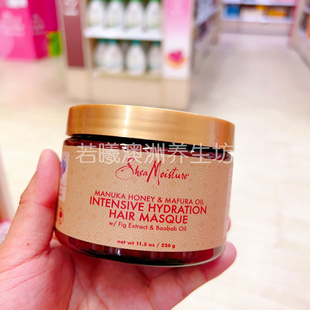 若曦澳洲养生坊
SheaMoisture
MANUKA HONEY & MAFURA OIL
INTENSIVE HYDRATION
HAIR MASQUE
w/ Fig Extract & Baobab Oil
net wt 11.5 oz / 326 g